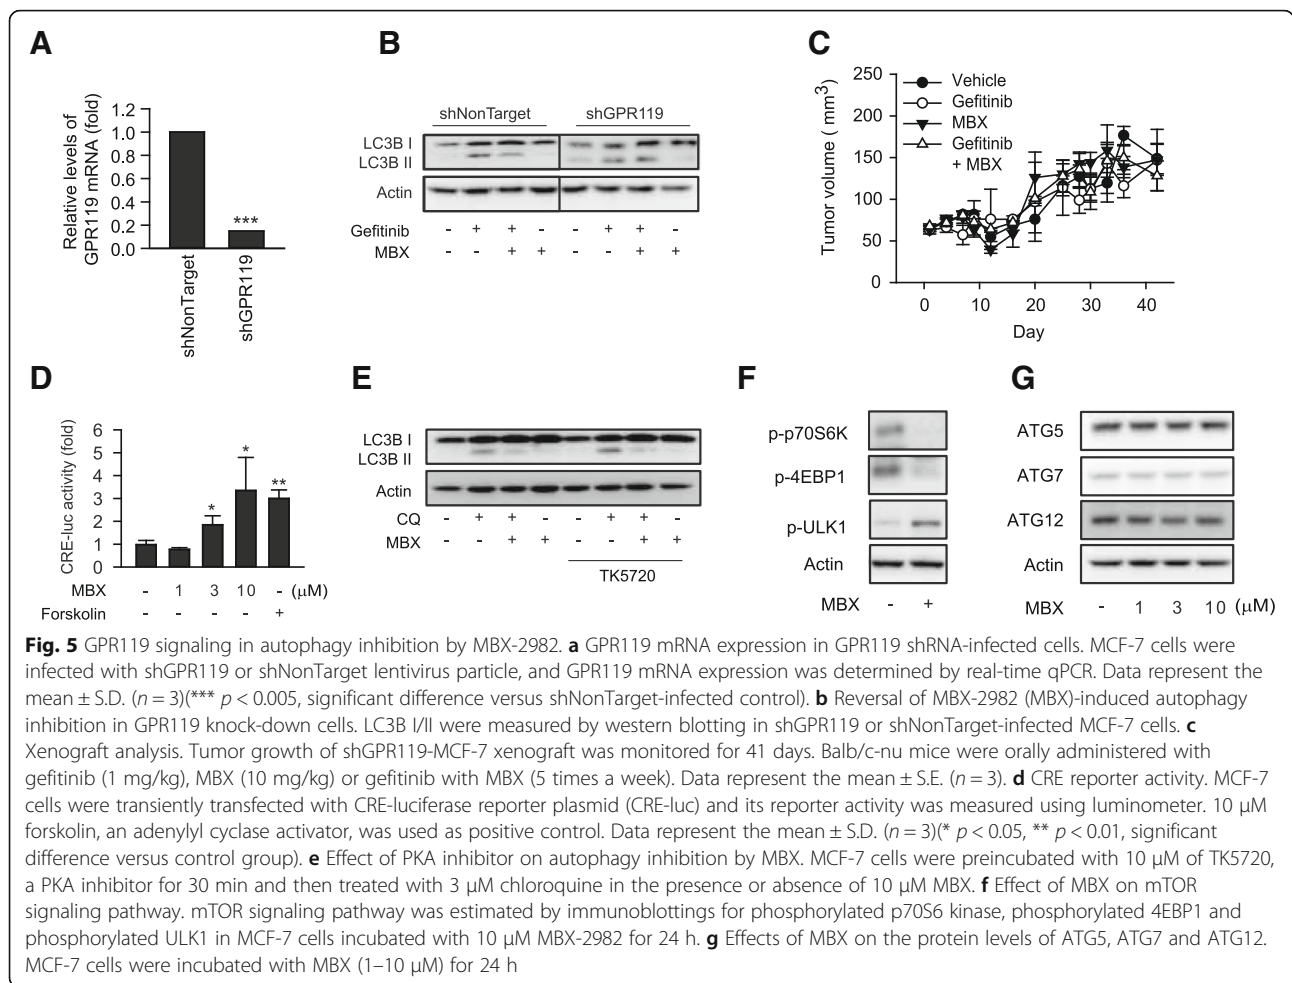 A
Relative levels of
GPR119 mRNA (fold)
1.2
1.0
0.8
0.6
0.4
0.2
0.0
***
shNonTarget
shGPR119
B
shNonTarget
shGPR119
LC3B I
LC3B II
Actin
Gefitinib - + + - - + + -
MBX - - + + - - + +
C
Tumor volume ( mm3)
250
200
150
100
50
0
Vehicle
Gefitinib
MBX
Gefitinib
+ MBX
0 10 20 30 40
Day
D
CRE-luc activity (fold)
6
5
4
3
2
1
0
*
*
**
MBX - 1 3 10 - (µM)
Forskolin - - - - +
E
LC3B I
LC3B II
Actin
CQ - + + - - + + -
MBX - - + + - - + +
TK5720
F
p-p70S6K
p-4EBP1
p-ULK1
Actin
MBX - +
G
ATG5
ATG7
ATG12
Actin
MBX - 1 3 10 (µM)
Fig. 5 GPR119 signaling in autophagy inhibition by MBX-2982. a GPR119 mRNA expression in GPR119 shRNA-infected cells. MCF-7 cells were
infected with shGPR119 or shNonTarget lentivirus particle, and GPR119 mRNA expression was determined by real-time qPCR. Data represent the
mean ± S.D. (n = 3)(*** p < 0.005, significant difference versus shNonTarget-infected control). b Reversal of MBX-2982 (MBX)-induced autophagy
inhibition in GPR119 knock-down cells. LC3B I/II were measured by western blotting in shGPR119 or shNonTarget-infected MCF-7 cells. c
Xenograft analysis. Tumor growth of shGPR119-MCF-7 xenograft was monitored for 41 days. Balb/c-nu mice were orally administered with
gefitinib (1 mg/kg), MBX (10 mg/kg) or gefitinib with MBX (5 times a week). Data represent the mean ± S.E. (n = 3). d CRE reporter activity. MCF-7
cells were transiently transfected with CRE-luciferase reporter plasmid (CRE-luc) and its reporter activity was measured using luminometer. 10 µM
forskolin, an adenylyl cyclase activator, was used as positive control. Data represent the mean ± S.D. (n = 3)(* p < 0.05, ** p < 0.01, significant
difference versus control group). e Effect of PKA inhibitor on autophagy inhibition by MBX. MCF-7 cells were preincubated with 10 µM of TK5720,
a PKA inhibitor for 30 min and then treated with 3 µM chloroquine in the presence or absence of 10 µM MBX. f Effect of MBX on mTOR
signaling pathway. mTOR signaling pathway was estimated by immunoblottings for phosphorylated p70S6 kinase, phosphorylated 4EBP1 and
phosphorylated ULK1 in MCF-7 cells incubated with 10 µM MBX-2982 for 24 h. g Effects of MBX on the protein levels of ATG5, ATG7 and ATG12.
MCF-7 cells were incubated with MBX (1–10 µM) for 24 h